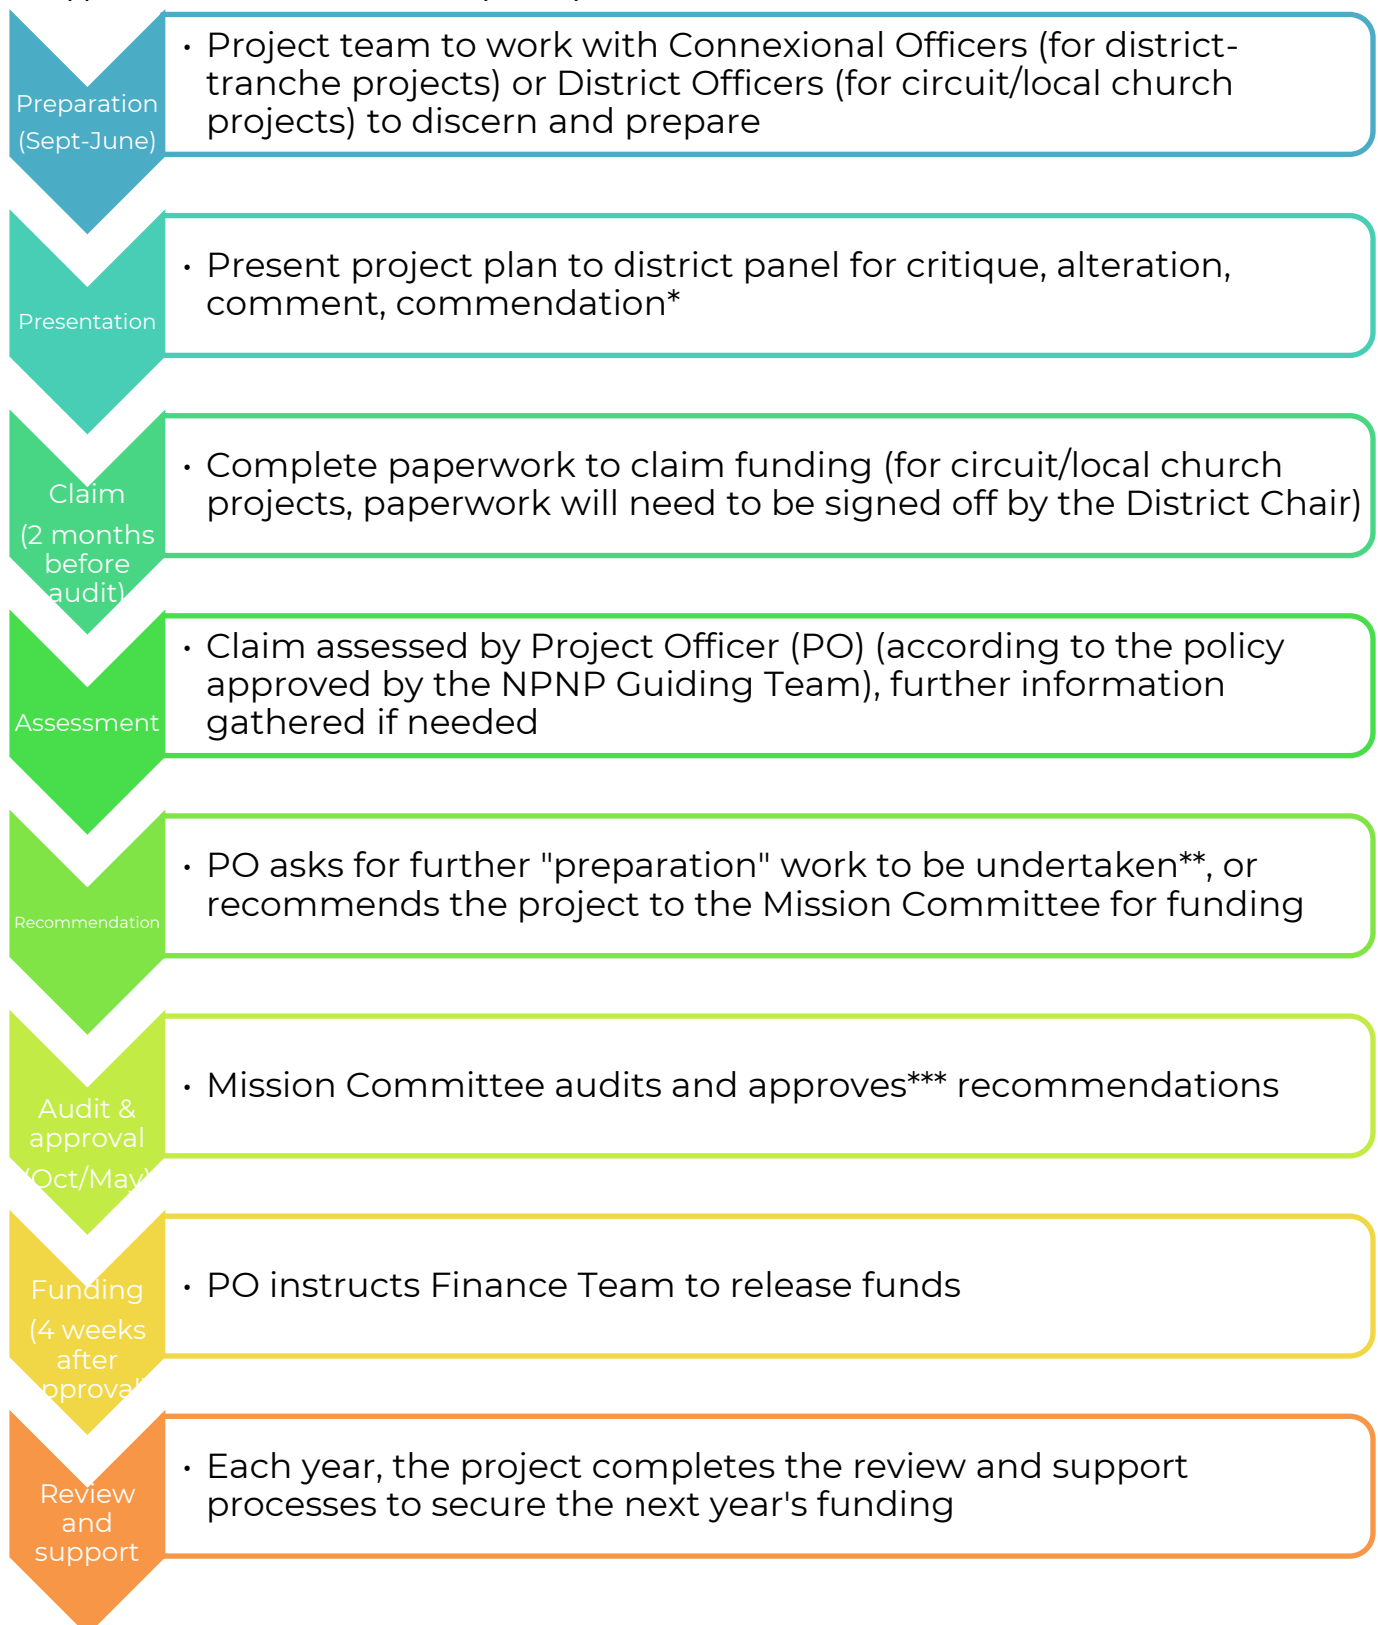 Preparation
(Sept-June)
• Project team to work with Connexional Officers (for district-
tranche projects) or District Officers (for circuit/local church
projects) to discern and prepare
Presentation
• Present project plan to district panel for critique, alteration,
comment, commendation*
Claim
(2 months
before
audit)
• Complete paperwork to claim funding (for circuit/local church
projects, paperwork will need to be signed off by the District Chair)
Assessment
• Claim assessed by Project Officer (PO) (according to the policy
approved by the NPNP Guiding Team), further information
gathered if needed
Recommendation
• PO asks for further "preparation" work to be undertaken**, or
recommends the project to the Mission Committee for funding
Audit &
approval
(Oct/May)
• Mission Committee audits and approves*** recommendations
Funding
(4 weeks
after
approval)
• PO instructs Finance Team to release funds
Review
and
support
• Each year, the project completes the review and support
processes to secure the next year's funding